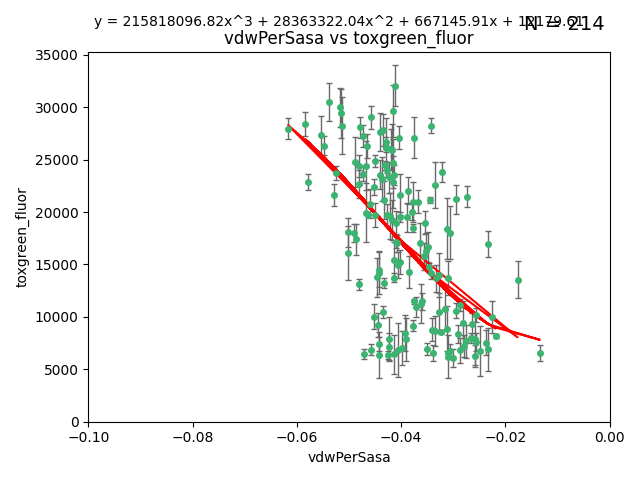 y = 215818096.82x^3 + 28363322.04x^2 + 667145.91x +
N = 214
vdwPerSasa vs toxgreen_fluor
35000
30000
25000
20000
15000
10000
5000
0
toxgreen_fluor
−0.10 −0.08 −0.06 −0.04 −0.02 0.00
vdwPerSasa